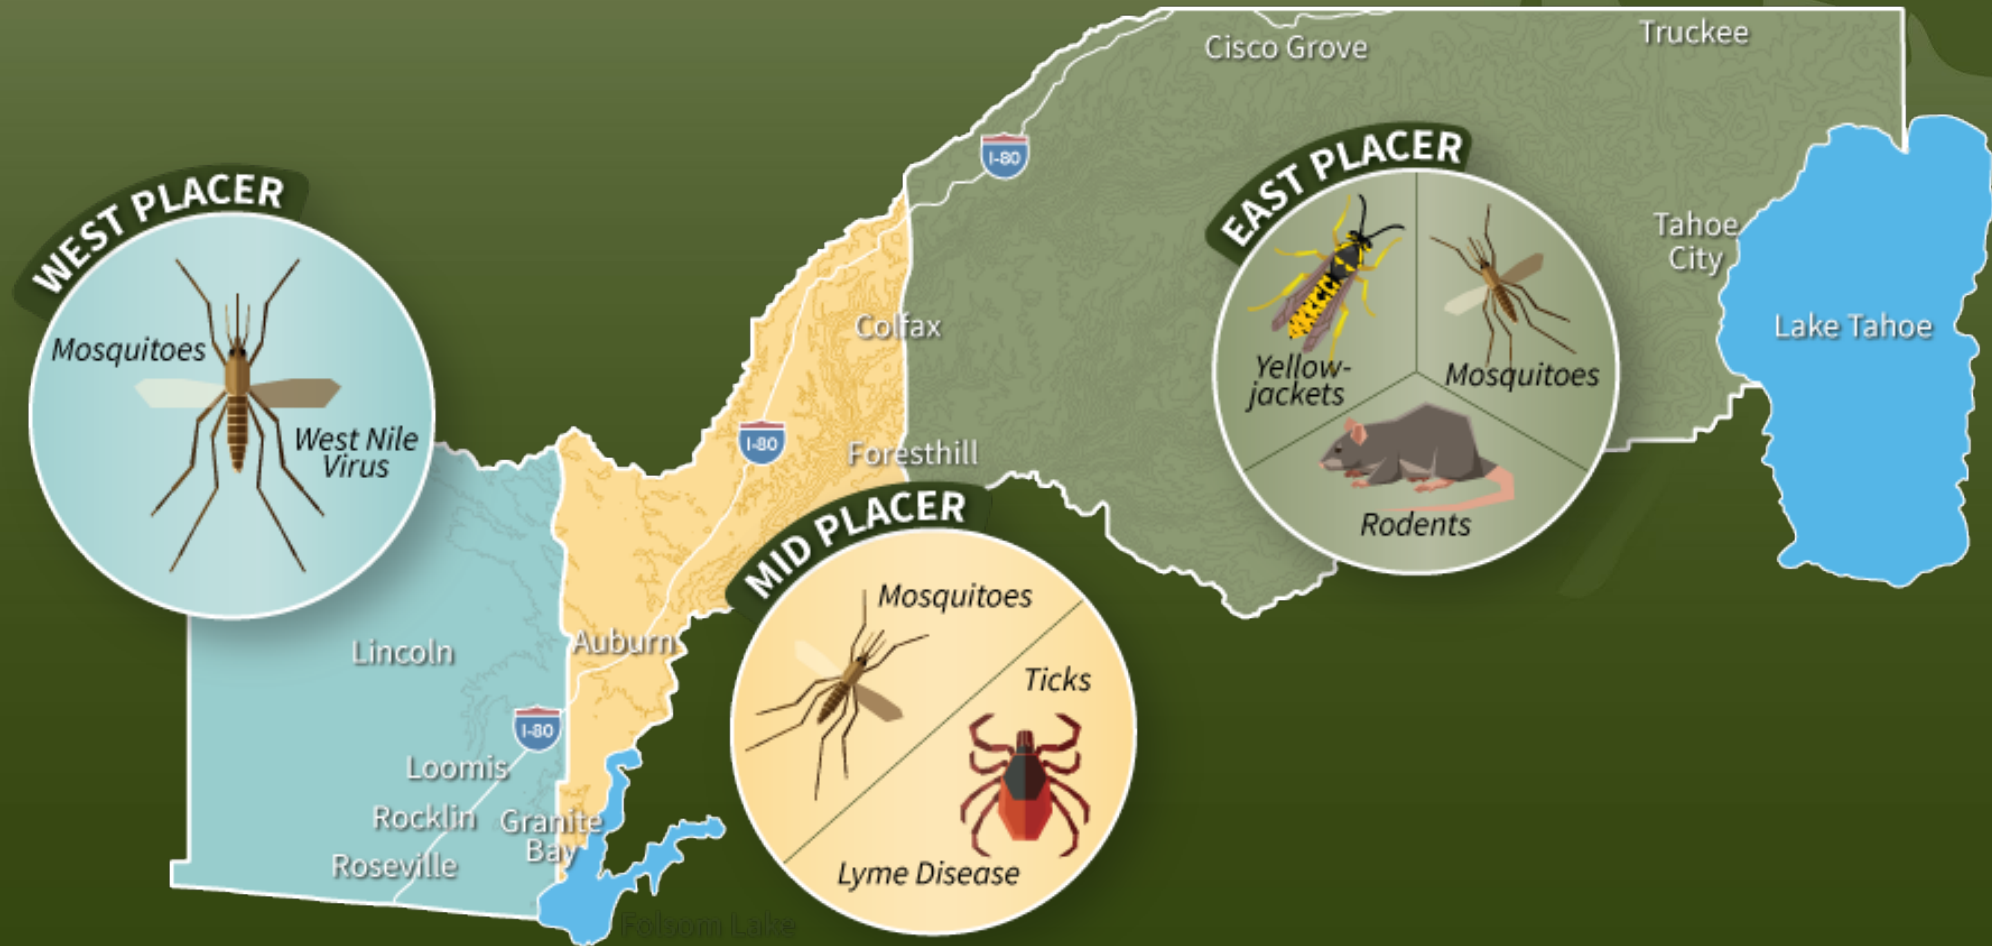 Cisco Grove
Truckee
I-80
EAST PLACER
WEST PLACER
Tahoe
City
Lake Tahoe
Colfax
Mosquitoes
West Nile
Virus
Yellow-
jackets
Mosquitoes
Rodents
I-80
Foresthill
MID PLACER
Mosquitoes
Ticks
Lyme Disease
Lincoln
Auburn
I-80
Loomis
Rocklin
Granite
Bay
Roseville
Folsom Lake